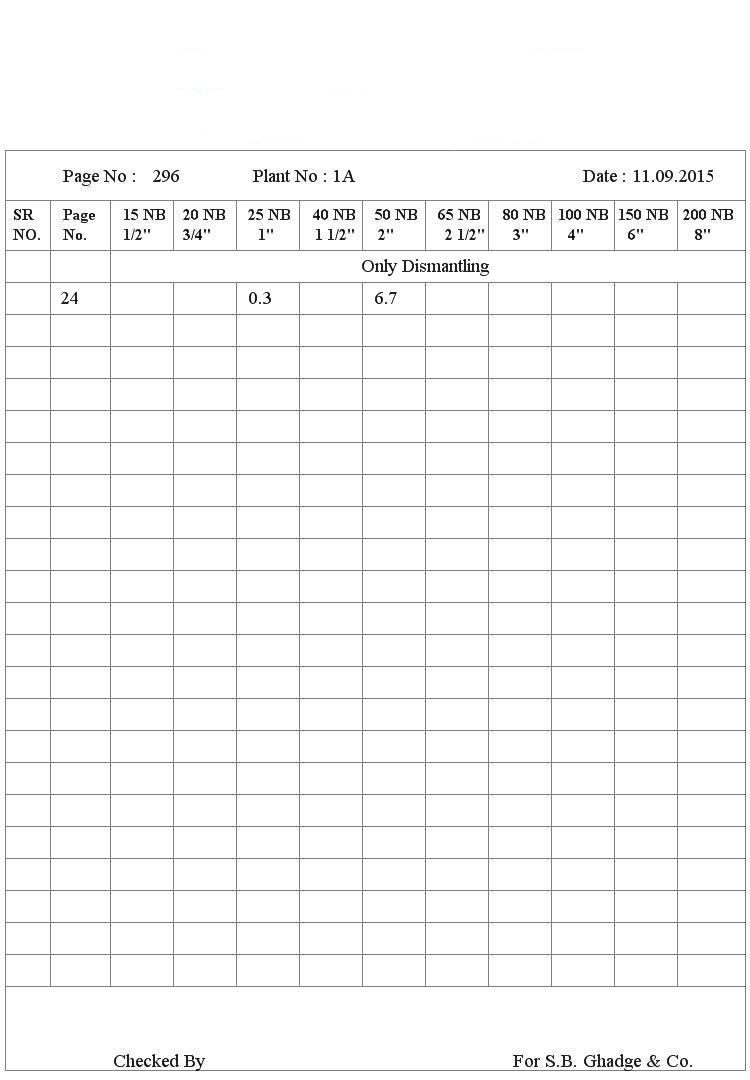 Page No : 296 Plant No : 1A Date : 11.09.2015
SR Page 15 NB 20 NB 25 NB 40 NB 50 NB 65 NB 80 NB 100 NB 150 NB 200 NB
NO. No. 1/2" 3/4" 1" 1 1/2" 2" 2 1/2" 3" 4" 6" 8"
Only Dismantling
24 0.3 6.7
Checked By For S.B. Ghadge & Co.